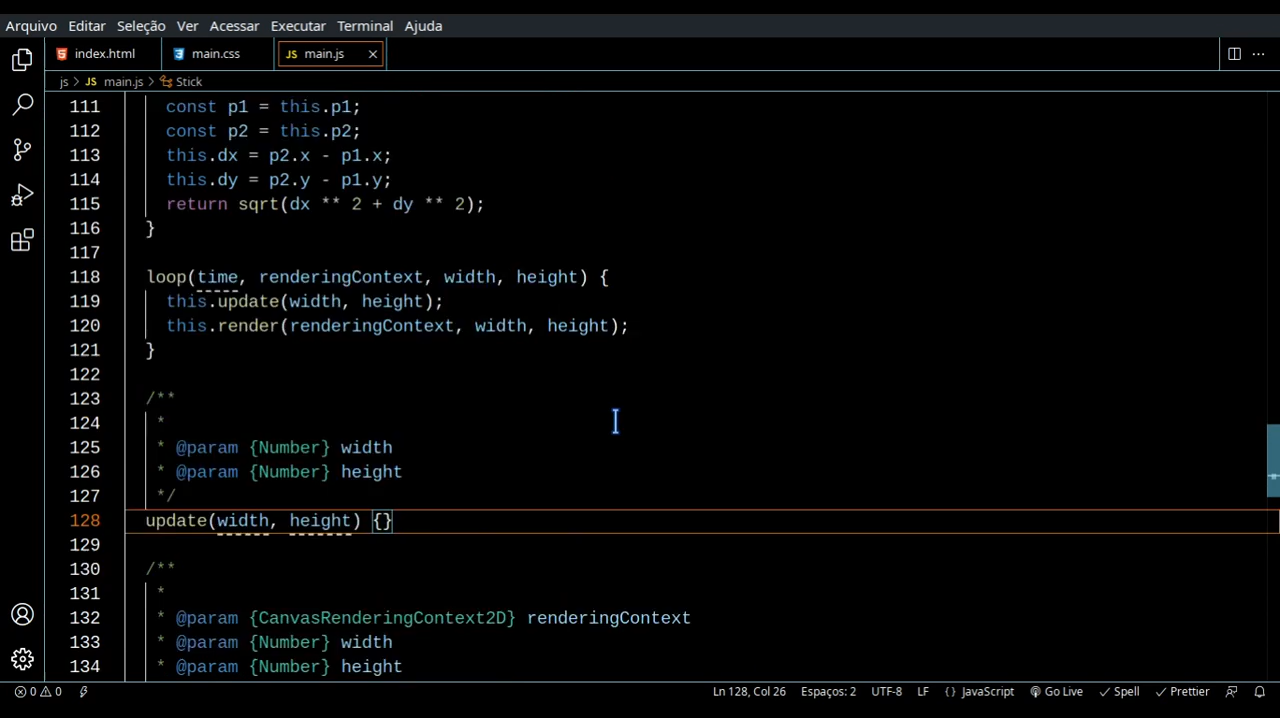 Arquivo Editar Seleção Ver Acessar Executar Terminal Ajuda
index.html main.css JS main.js
js > JS main.js > Stick
111 const p1 = this.p1;
112 const p2 = this.p2;
113 this.dx = p2.x - p1.x;
114 this.dy = p2.y - p1.y;
115 return sqrt(dx ** 2 + dy ** 2);
116 }
117
118 loop(time, renderingContext, width, height) {
119 this.update(width, height);
120 this.render(renderingContext, width, height);
121 }
122
123 /**
124 *
125 * @param {Number} width
126 * @param {Number} height
127 */
128 update(width, height) {}
129
130 /**
131 *
132 * @param {CanvasRenderingContext2D} renderingContext
133 * @param {Number} width
134 * @param {Number} height
0 0 Ln 128, Col 26 Espaços: 2 UTF-8 LF {} JavaScript Go Live Spell Prettier